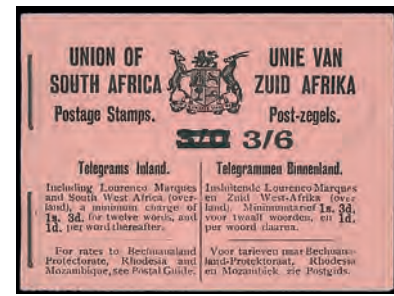 UNION OF
SOUTH AFRICA
Postage Stamps.
UNIE VAN
ZUID AFRIKA
Post-zegels.
3/6
Telegrams Inland.
Including Lourenco Marques
and South West Africa (over-
land), a minimum charge of
1s. 3d. for twelve words, and
1d. per word thereafter.
For rates to Bechuanaland
Protectorate, Rhodesia and
Mozambique, see Postal Guide.
Telegrammen Binnenland.
Insluitende Lourenco Marques
en Zuid West-Afrika (over
land). Minimumtarief 1s. 3d.
voor twaalf woorden, en 1d.
per woord daarna.
Voor tarieven naar Bechuana-
land-Protektoraat, Rhodesia
en Mozambiek zie Postgids.